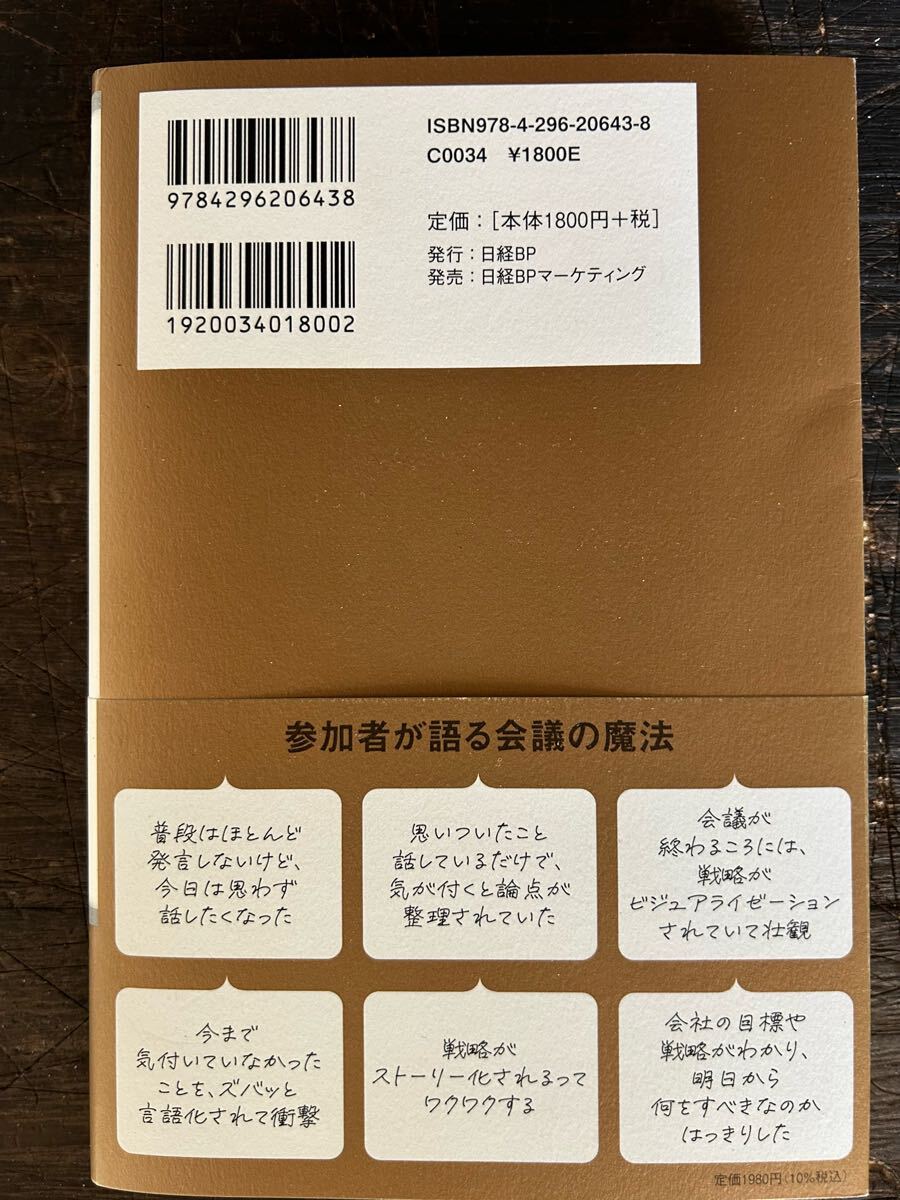 ISBN978-4-296-20643-8
C0034 ¥1800E
9784296206438
定価：[本体1800円＋税]
発行：日経BP
発売：日経BPマーケティング
1920034018002
参加者が語る会議の魔法
普段はほとんど
発言しないけど、
今日は思わず
話したくなった
思いついたこと
話しているだけで、
気が付くと論点が
整理されていた
会議が
終わるころには、
戦略が
ビジュアライゼーション
されていて壮観
今まで
気付いていなかった
ことを、ズバッと
言語化されて衝撃
戦略が
ストーリー化されるって
ワクワクする
会社の目標や
戦略がわかり、
明日から
何をすべきなのか
はっきりした
定価1980円（10%税込）